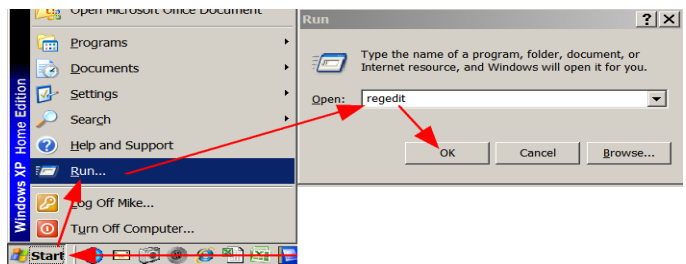 Open Microsoft Office Document
Programs
Documents
Settings
Search
Help and Support
Run...
Log Off Mike...
Turn Off Computer...
Windows XP Home Edition
Start
Run
Type the name of a program, folder, document, or
Internet resource, and Windows will open it for you.
Open: regedit
OK Cancel Browse...